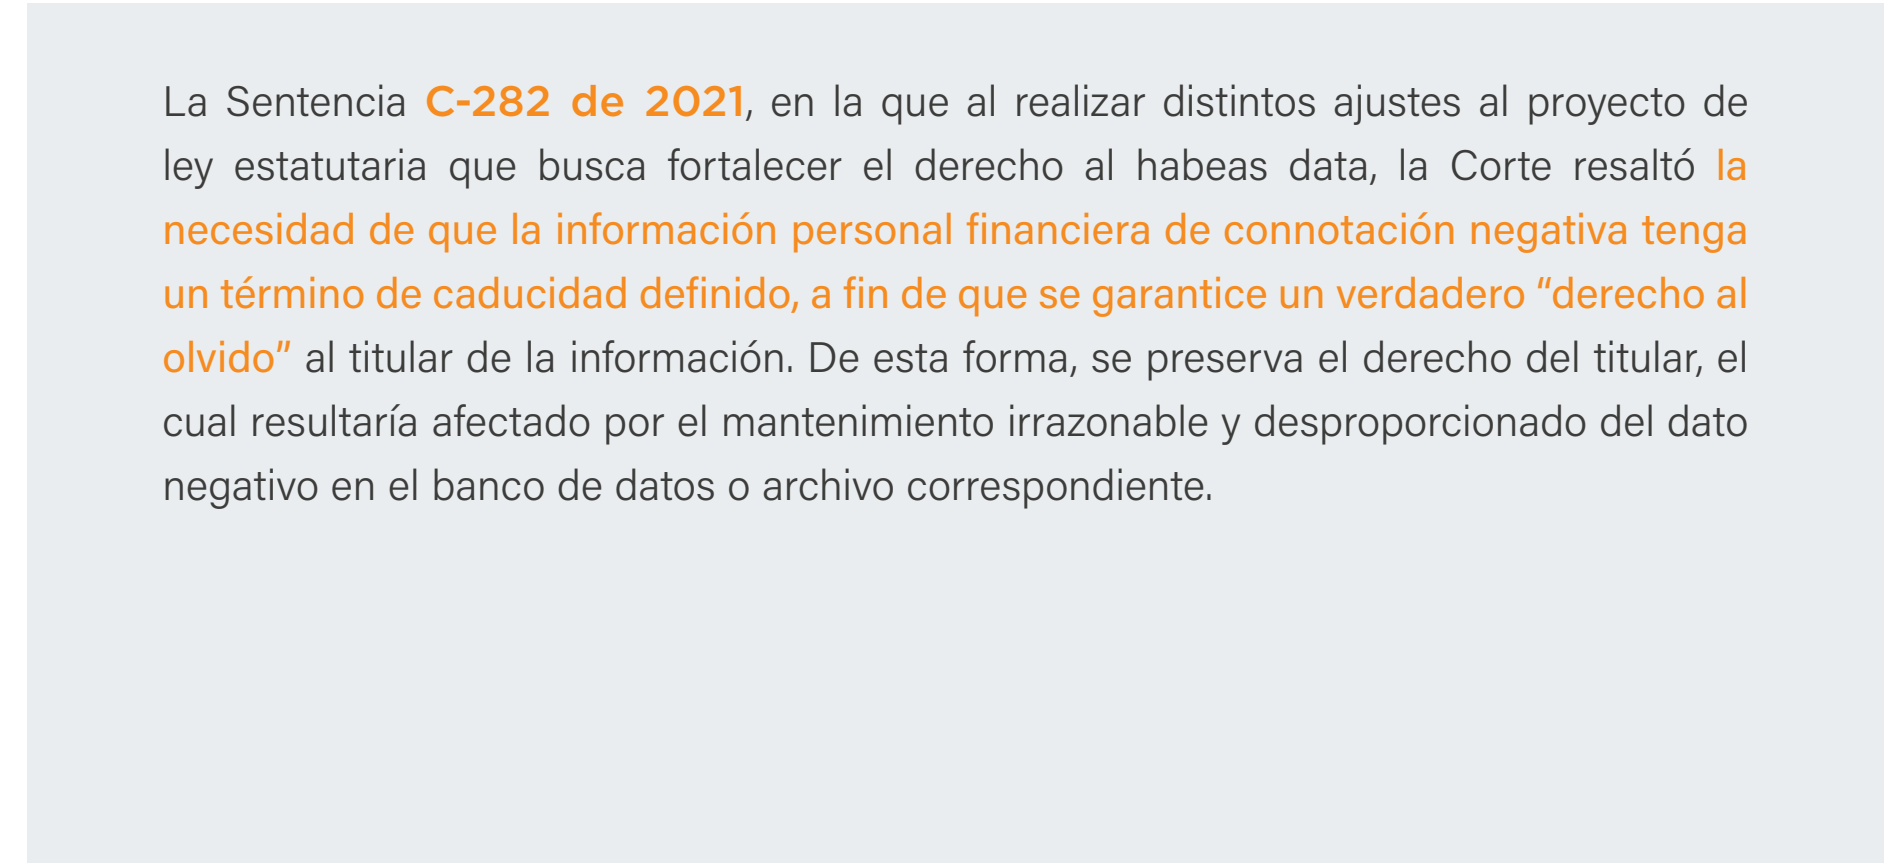 La Sentencia C-282 de 2021, en la que al realizar distintos ajustes al proyecto de
ley estatutaria que busca fortalecer el derecho al habeas data, la Corte resaltó la
necesidad de que la información personal financiera de connotación negativa tenga
un término de caducidad definido, a fin de que se garantice un verdadero “derecho al
olvido” al titular de la información. De esta forma, se preserva el derecho del titular, el
cual resultaría afectado por el mantenimiento irrazonable y desproporcionado del dato
negativo en el banco de datos o archivo correspondiente.